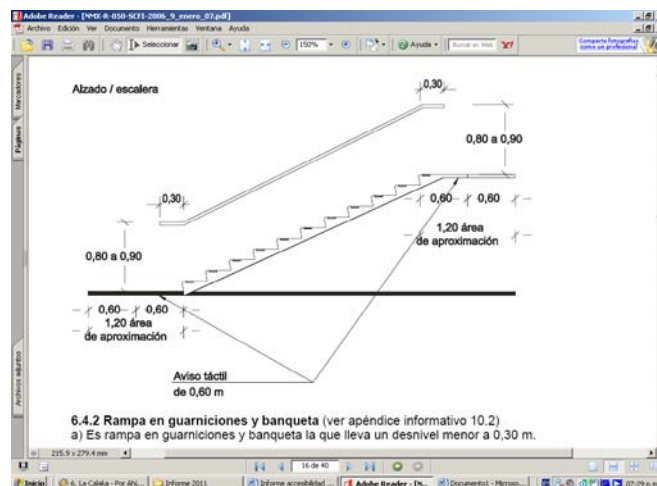 Adobe Reader - [NMX-R-050-SCFI-2006_9_enero_07.pdf]
Archivo Edición Ver Documento Herramientas Ventana Ayuda
Seleccionar 150% Ayuda Buscar en Web Y! Comparta fotografías como un profesional
Marcadores
Páginas
Archivos adjuntos
Alzado / escalera
0,30
0,80 a 0,90
0,30
0,60 0,60
1,20 área
de aproximación
0,80 a 0,90
0,60 0,60
1,20 área
de aproximación
Aviso táctil
de 0,60 m
6.4.2 Rampa en guarniciones y banqueta (ver apéndice informativo 10.2)
a) Es rampa en guarniciones y banqueta la que lleva un desnivel menor a 0,30 m.
215.9 x 279.4 mm
16 de 40
Inicio 6. La Calaka - Por Ahí... Informe 2011 Informe accesibilidad ... Adobe Reader - [N... Documento1 - Microso... 07:29 p.m.